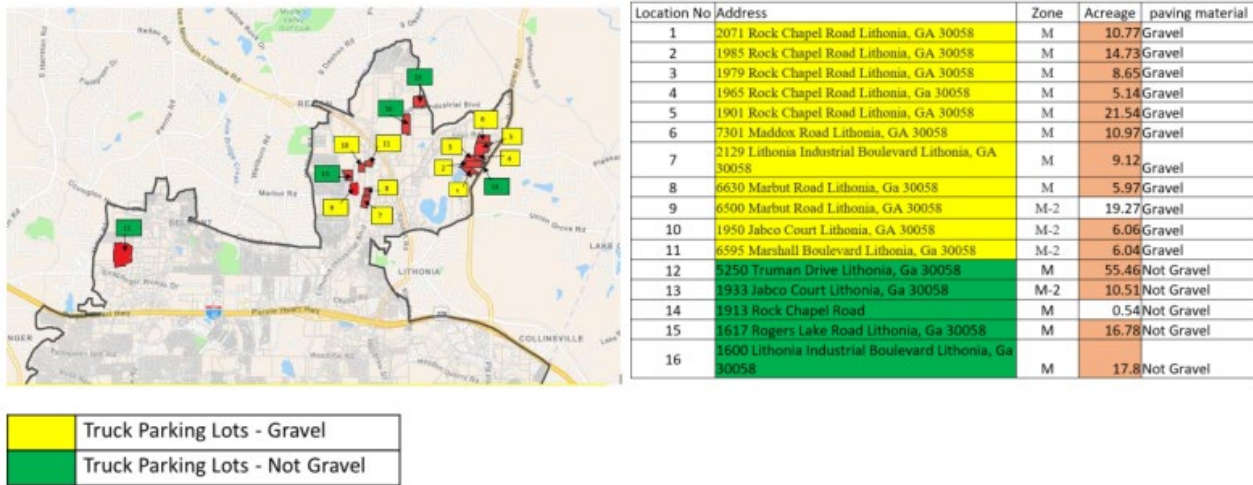 Location No Address Zone Acreage paving material
1 2071 Rock Chapel Road Lithonia, GA 30058 M 10.77 Gravel
2 1985 Rock Chapel Road Lithonia, GA 30058 M 14.73 Gravel
3 1979 Rock Chapel Road Lithonia, GA 30058 M 8.65 Gravel
4 1965 Rock Chapel Road Lithonia, Ga 30058 M 5.14 Gravel
5 1901 Rock Chapel Road Lithonia, GA 30058 M 21.54 Gravel
6 7301 Maddox Road Lithonia, GA 30058 M 10.97 Gravel
7 2129 Lithonia Industrial Boulevard Lithonia, GA
30058 M 9.12 Gravel
8 6630 Marbut Road Lithonia, GA 30058 M 5.97 Gravel
9 6500 Marbut Road Lithonia, GA 30058 M-2 19.27 Gravel
10 1950 Jabco Court Lithonia, GA 30058 M-2 6.06 Gravel
11 6595 Marshall Boulevard Lithonia, Ga 30058 M-2 6.04 Gravel
12 5250 Truman Drive Lithonia, Ga 30058 M 55.46 Not Gravel
13 1933 Jabco Court Lithonia, Ga 30058 M-2 10.51 Not Gravel
14 1913 Rock Chapel Road M 0.54 Not Gravel
15 1617 Rogers Lake Road Lithonia, Ga 30058 M 16.78 Not Gravel
16 1600 Lithonia Industrial Boulevard Lithonia, Ga
30058 M 17.8 Not Gravel
Marbut Rd
LITHONIA
Purple Heart Hwy
COLLINSVILLE
Union Grove Rd
Truck Parking Lots - Gravel
Truck Parking Lots - Not Gravel